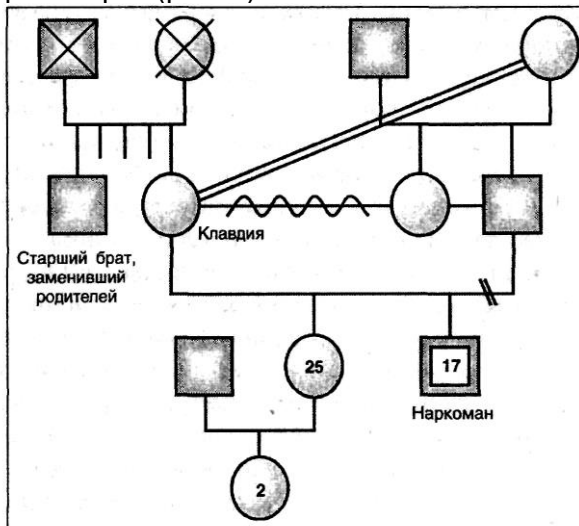 Клавдия
Старший брат,
заменивший
родителей
25
17
Наркоман
2